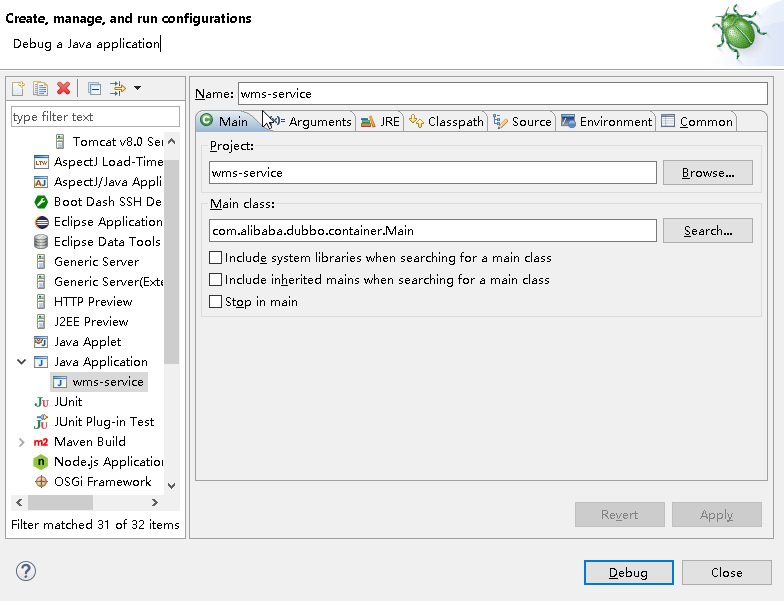 Create, manage, and run configurations
Debug a Java application
Name: wms-service
type filter text
Main Arguments JRE Classpath Source Environment Common
Tomcat v8.0 Ser
AspectJ Load-Time
AspectJ/Java Appli
Boot Dash SSH De
Eclipse Application
Eclipse Data Tools
Generic Server
Generic Server(Exte
HTTP Preview
J2EE Preview
Java Applet
Java Application
wms-service
JUnit
JUnit Plug-in Test
Maven Build
Node.js Application
OSGi Framework
Filter matched 31 of 32 items
Project:
wms-service
Browse...
Main class:
com.alibaba.dubbo.container.Main
Search...
Include system libraries when searching for a main class
Include inherited mains when searching for a main class
Stop in main
Revert Apply
Debug Close